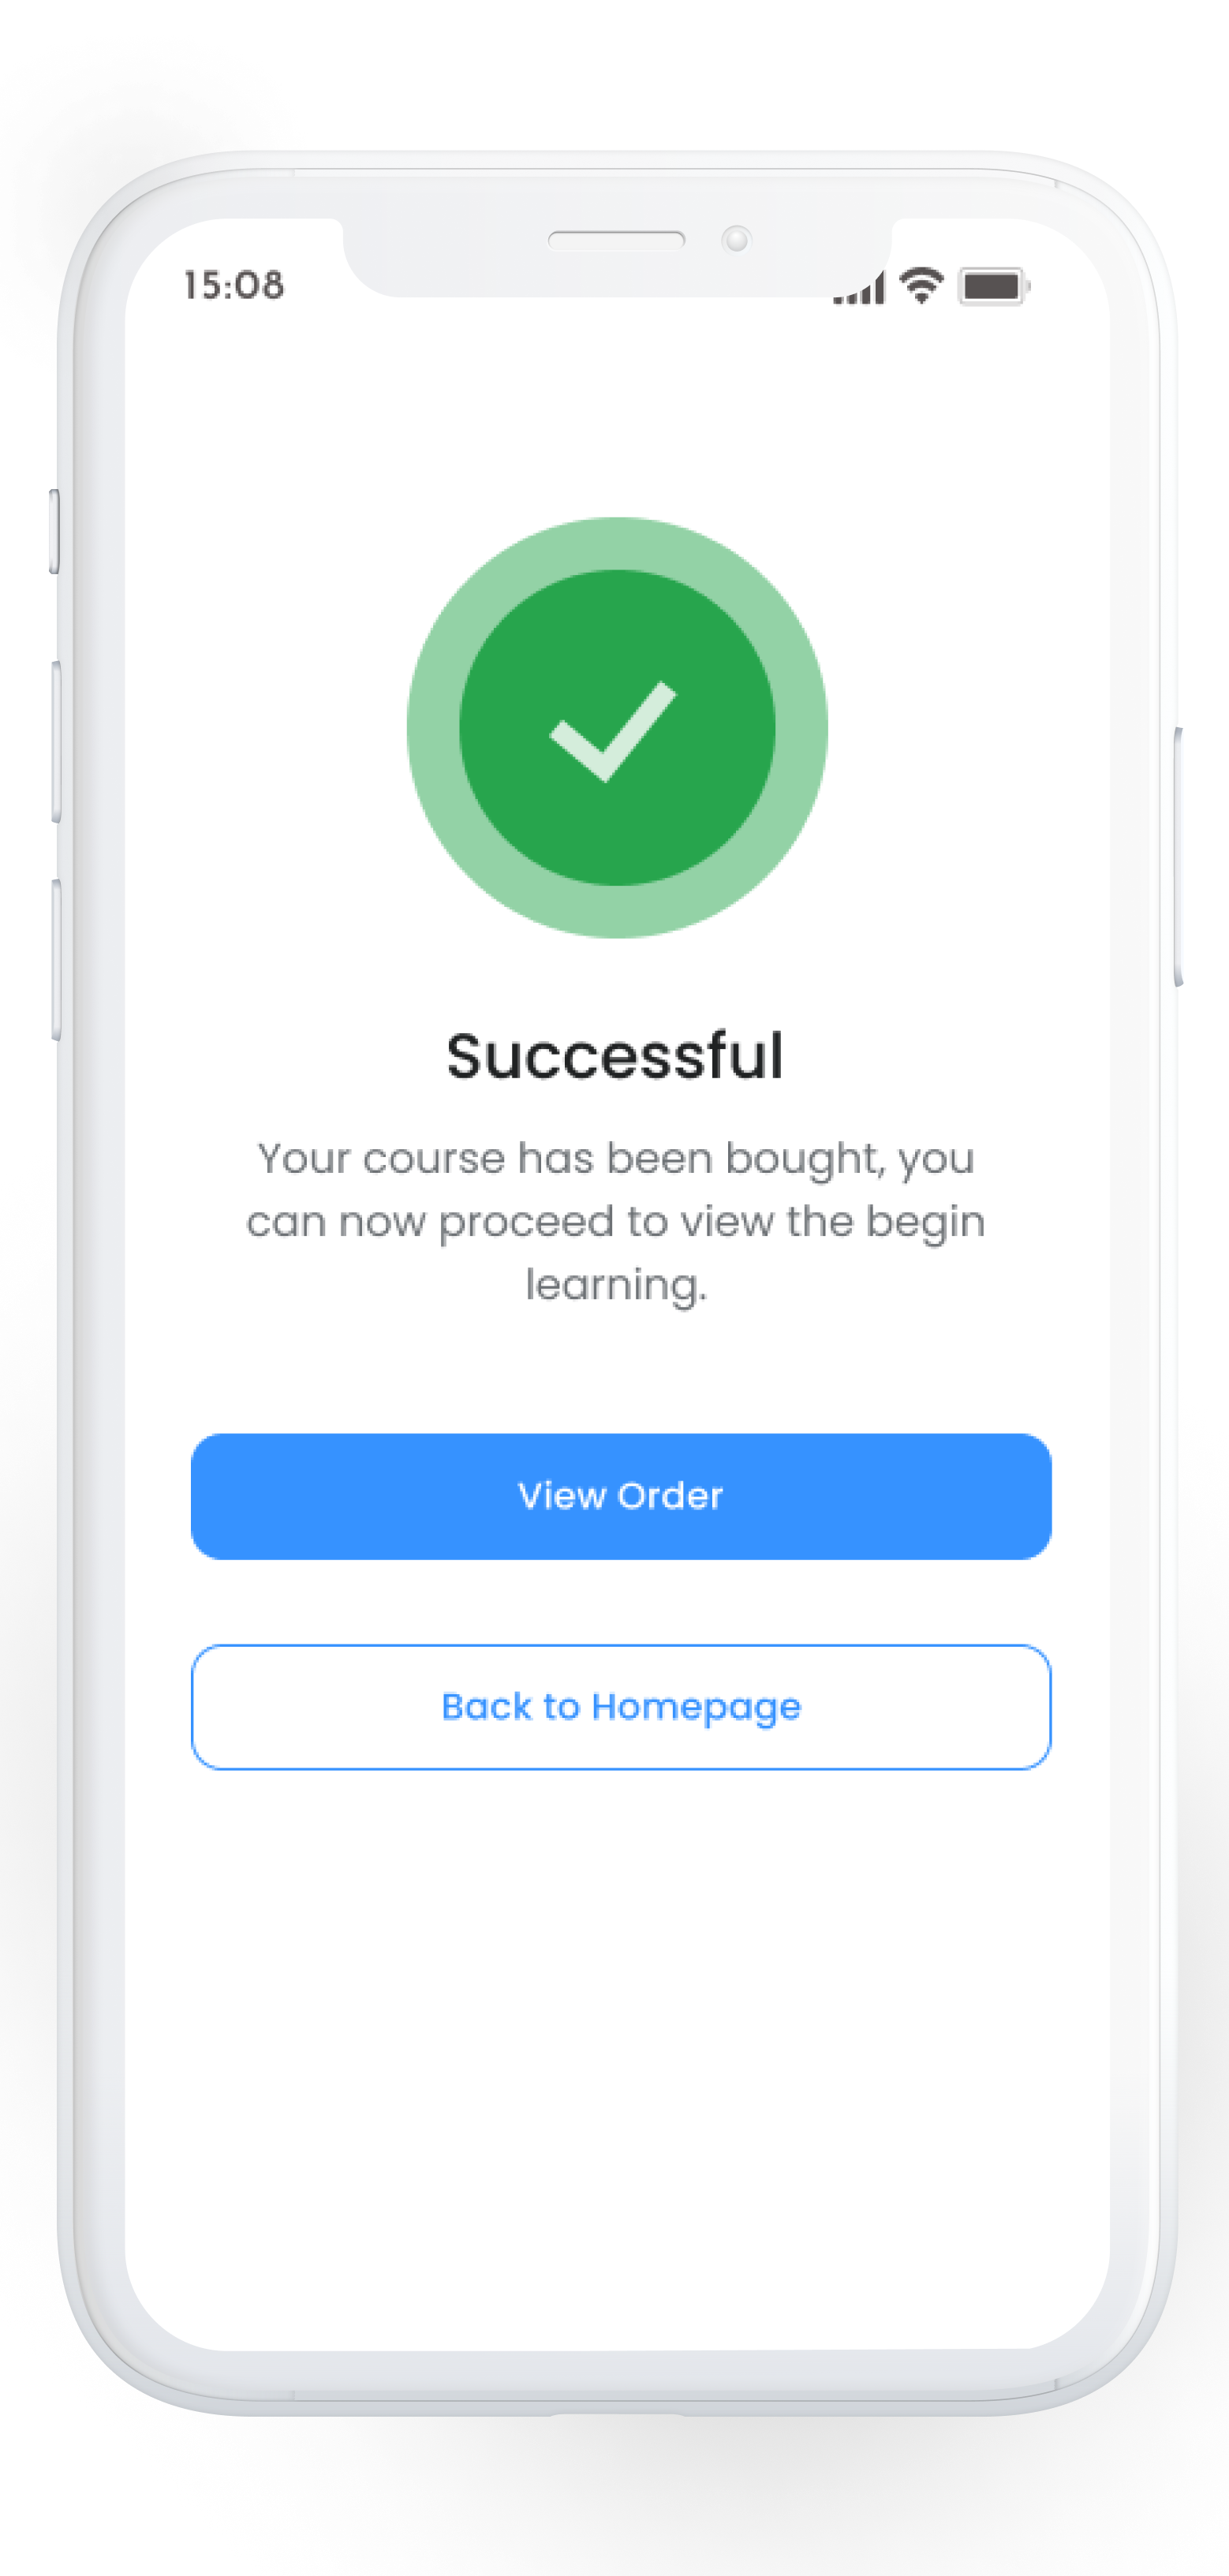 15:08
Successful
Your course has been bought, you
can now proceed to view the begin
learning.
View Order
Back to Homepage